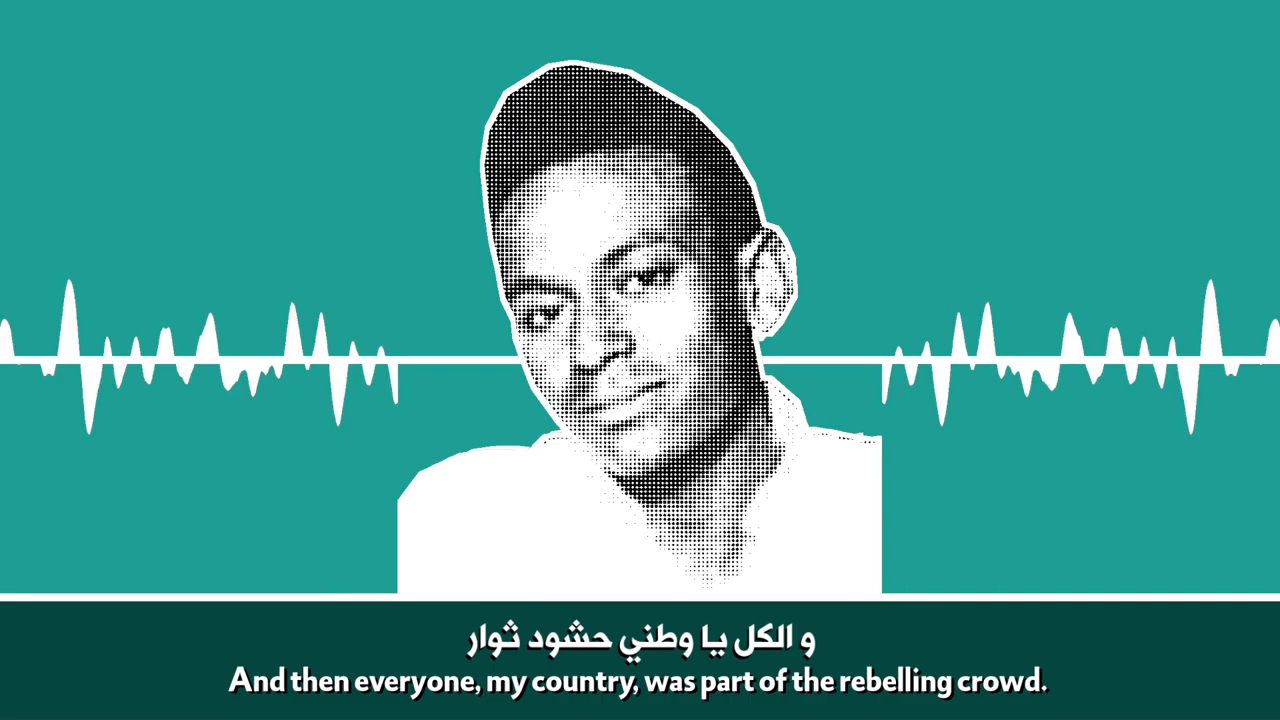 و الكل يا وطني حشود ثوار
And then everyone, my country, was part of the rebelling crowd.